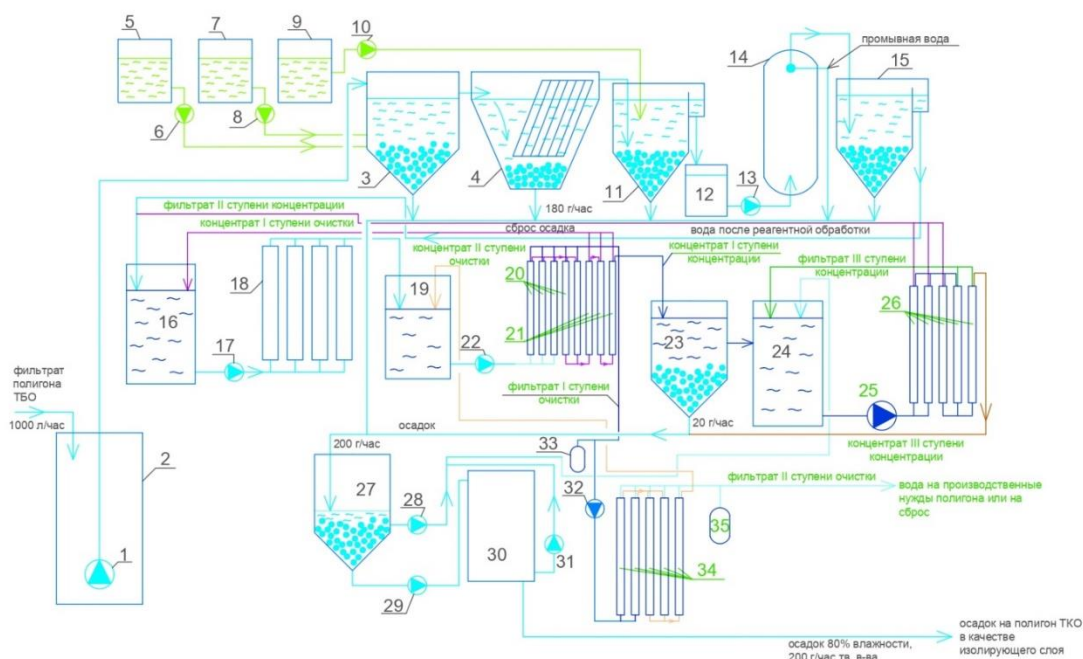 5
7
9
10
промывная вода
14
15
6
8
3
4
11
12
13
180 г/час
фильтрат II ступени концентрации
концентрат I ступени очистки
сброс осадка
вода после реагентной обработки
концентрат II ступени
очистки
концентрат I ступени
концентрации
фильтрат III ступени
концентрации
16
18
19
20
21
23
24
26
17
22
25
фильтрат
полигона
ТБО
1000 л/час
фильтрат I ступени
очистки
осадок
20 г/час
концентрат III ступени
концентрации
200 г/час
2
33
27
28
32
фильтрат II ступени очистки
вода на производственные
нужды полигона или на
сброс
1
30
31
35
34
29
осадок 80% влажности,
200 г/час тв. в-ва
осадок на полигон ТКО
в качестве
изолирующего слоя